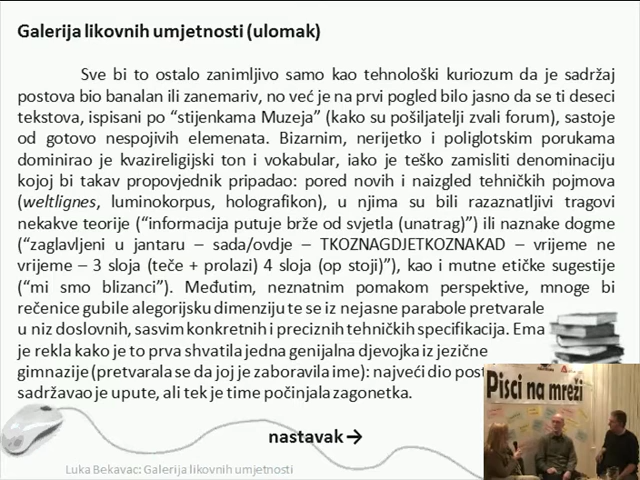 Galerija likovnih umjetnosti (ulomak)
Sve bi to ostalo zanimljivo samo kao tehnološki kuriozum da je sadržaj
postova bio banalan ili zanemariv, no već je na prvi pogled bilo jasno da se ti deseci
tekstova, ispisani po “stijenkama Muzeja” (kako su pošiljatelji zvali forum), sastoje
od gotovo nespojivih elemenata. Bizarnim, nerijetko i poliglotskim porukama
dominirao je kvazireligijski ton i vokabular, iako je teško zamisliti denominaciju
kojoj bi takav propovjednik pripadao: pored novih i naizgled tehničkih pojmova
(weltlignes, luminokorpus, holografikon), u njima su bili razaznatljivi tragovi
nekakve teorije (“informacija putuje brže od svjetla (unatrag)”) ili naznake dogme
(“zaglavljeni u jantaru – sada/ovdje – TKOZNAGDJETKOZNAKAD – vrijeme ne
vrijeme – 3 sloja (teče + prolazi) 4 sloja (op stoji)”), kao i mutne etičke sugestije
(“mi smo blizanci”). Međutim, neznatnim pomakom perspektive, mnoge bi
rečenice gubile alegorijsku dimenziju te se iz nejasne parabole pretvarale
u niz doslovnih, sasvim konkretnih i preciznih tehničkih specifikacija. Ema
je rekla kako je to prva shvatila jedna genijalna djevojka iz jezične
gimnazije (pretvarala se da joj je zaboravila ime): najveći dio post
sadržavao je upute, ali tek je time počinjala zagonetka.
nastavak →
Luka Bekavac: Galerija likovnih umjetnosti
Pisci na mreži